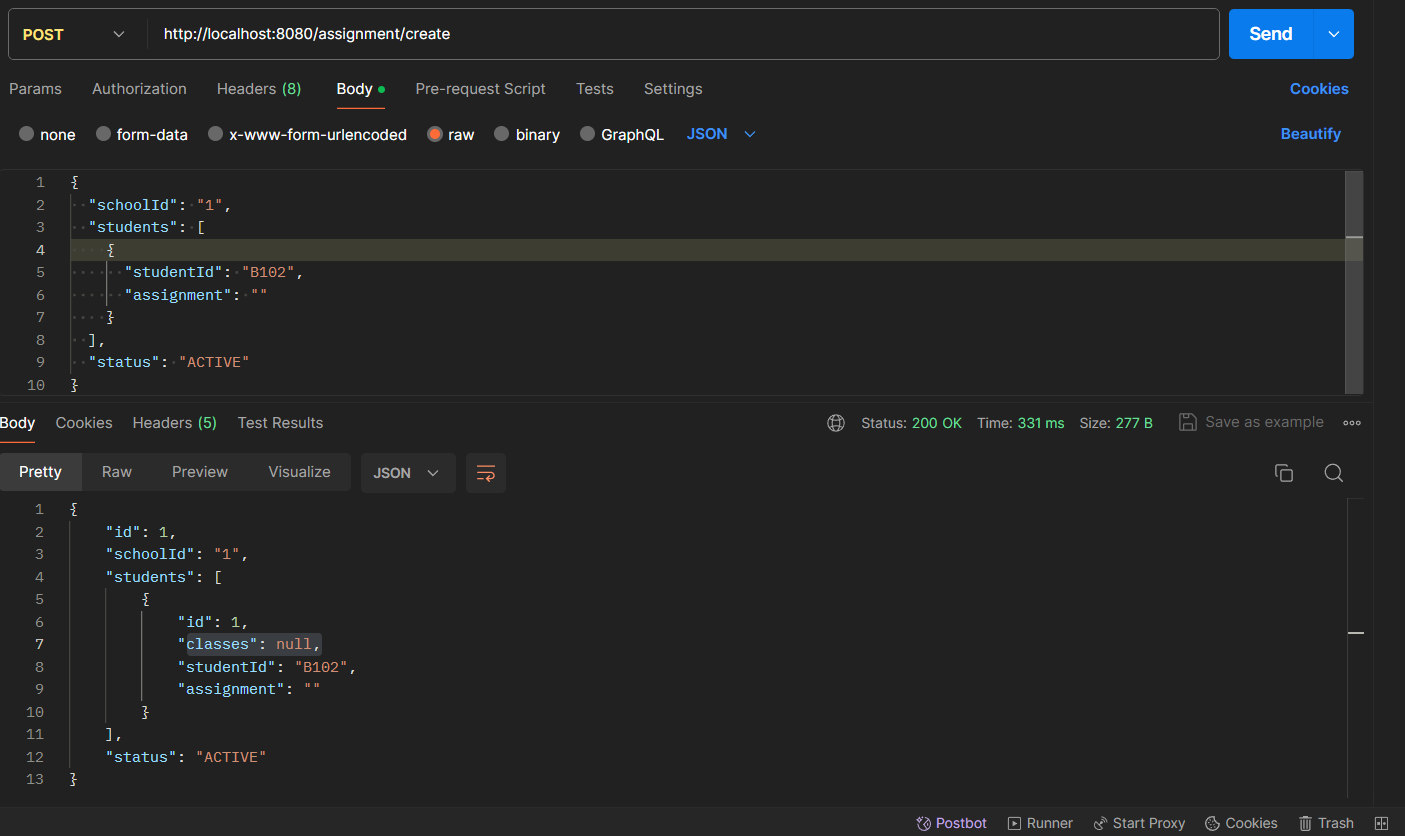 POST http://localhost:8080/assignment/create Send
Params Authorization Headers (8) Body Pre-request Script Tests Settings Cookies
none form-data x-www-form-urlencoded raw binary GraphQL JSON Beautify
1 {
2 "schoolId": "1",
3 "students": [
4 {
5 "studentId": "B102",
6 "assignment": ""
7 }
8 ],
9 "status": "ACTIVE"
10 }
Body Cookies Headers (5) Test Results Status: 200 OK Time: 331 ms Size: 277 B Save as example
Pretty Raw Preview Visualize JSON
1 {
2 "id": 1,
3 "schoolId": "1",
4 "students": [
5 {
6 "id": 1,
7 "classes": null,
8 "studentId": "B102",
9 "assignment": ""
10 }
11 ],
12 "status": "ACTIVE"
13 }
Postbot Runner Start Proxy Cookies Trash